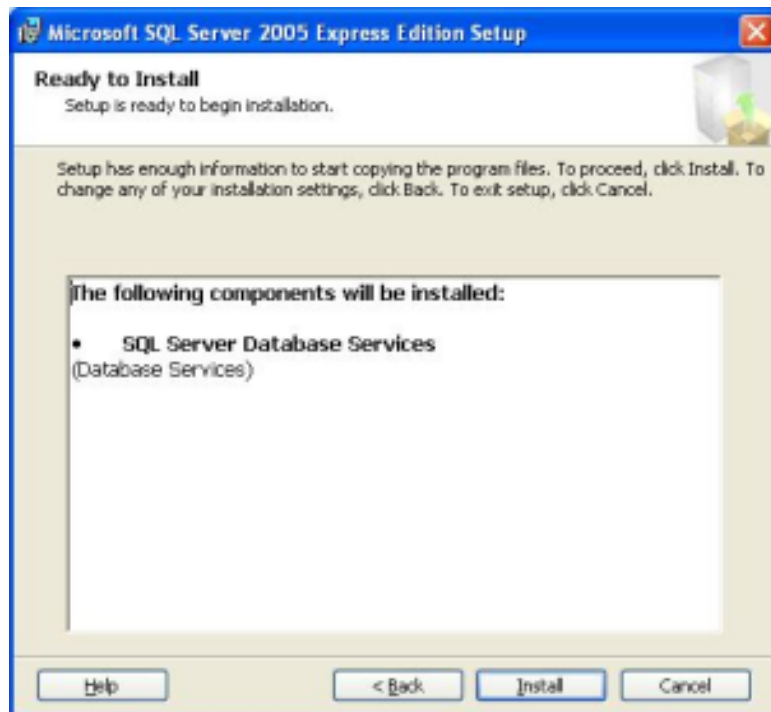 Microsoft SQL Server 2005 Express Edition Setup
Ready to Install
Setup is ready to begin installation.
Setup has enough information to start copying the program files. To proceed, click Install. To
change any of your installation settings, click Back. To exit setup, click Cancel.
The following components will be installed:
• SQL Server Database Services
(Database Services)
Help
< Back
Install
Cancel